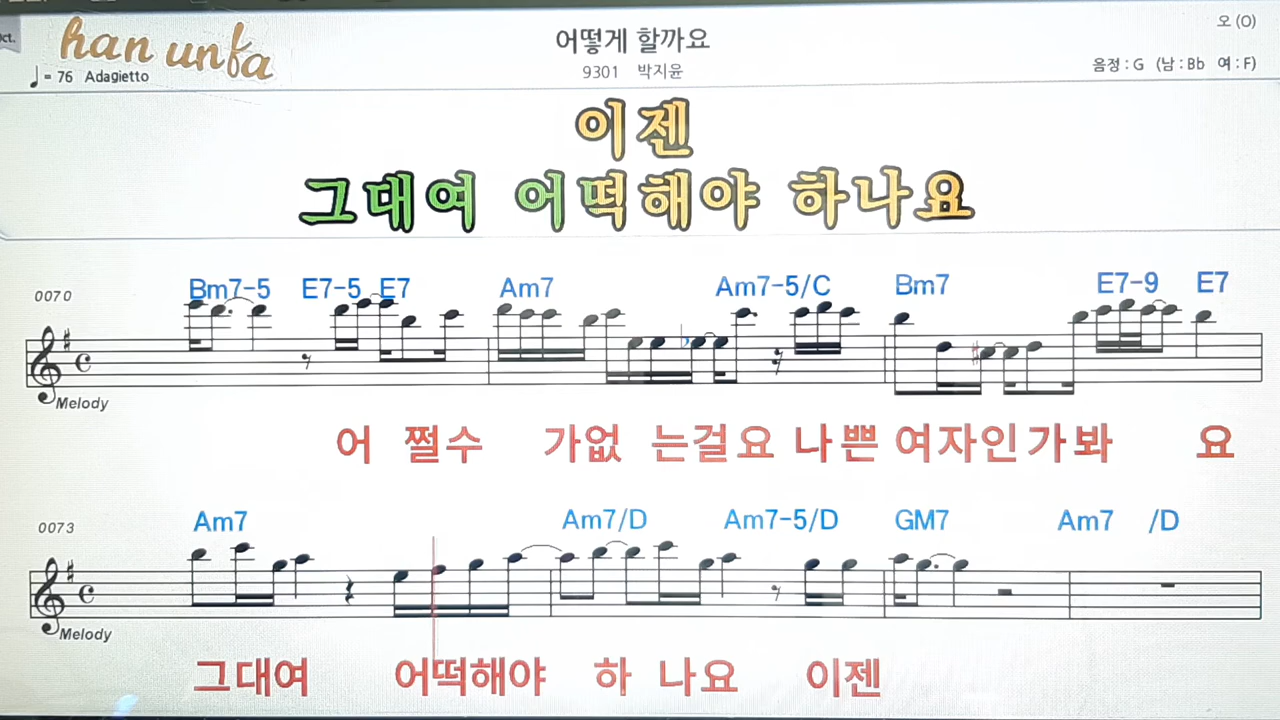 ct.
han unfa
어떻게 할까요
오 (O)
♩= 76 Adagietto
9301 박지윤
음정 : G (남 : Bb 여 : F)
이젠
그대여 어떡해야 하나요
0070
Bm7-5 E7-5 E7 Am7 Am7-5/C Bm7 E7-9 E7
Melody
어 쩔수 가없 는걸요 나쁜 여자인가봐 요
0073
Am7 Am7/D Am7-5/D GM7 Am7 /D
Melody
그대여 어떡해야 하 나요 이젠